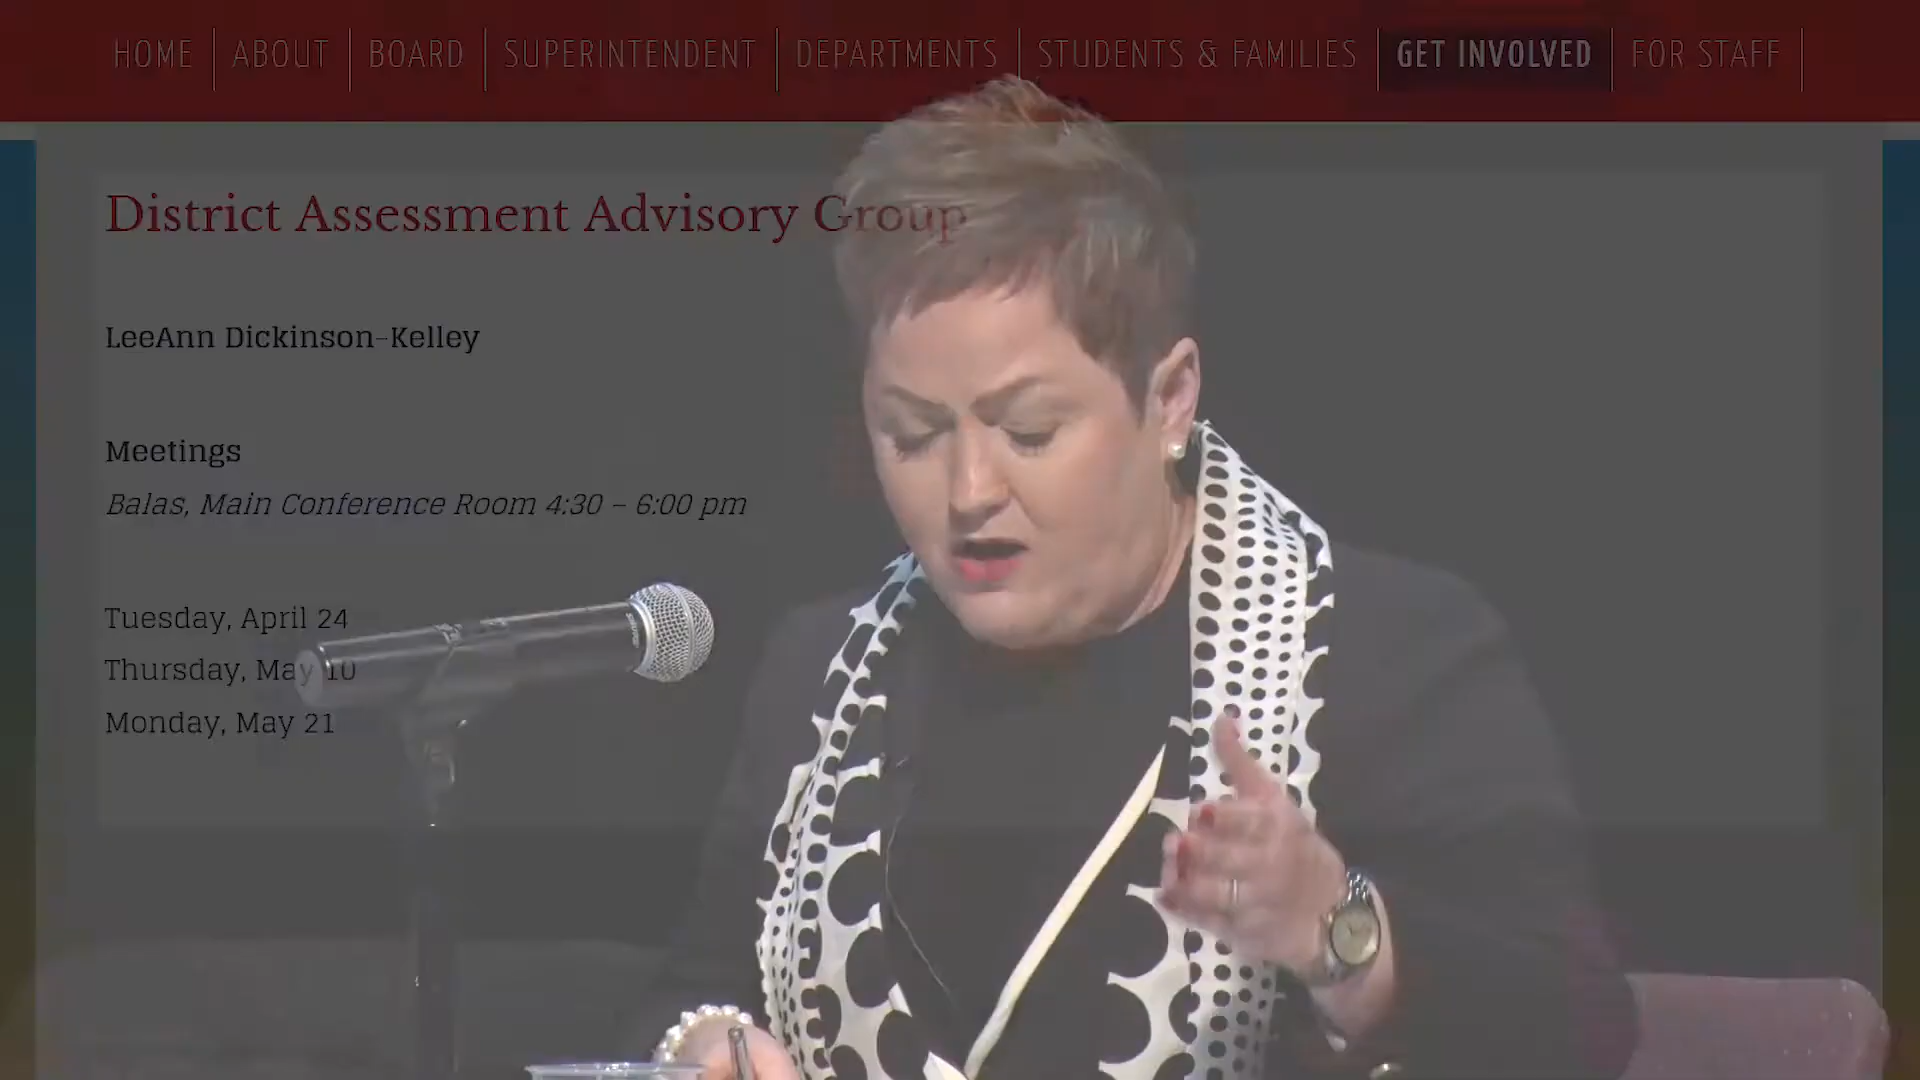 HOME ABOUT BOARD SUPERINTENDENT DEPARTMENTS STUDENTS & FAMILIES GET INVOLVED FOR STAFF
District Assessment Advisory Group
LeeAnn Dickinson-Kelley
Meetings
Balas, Main Conference Room 4:30 – 6:00 pm
Tuesday, April 24
Thursday, May 10
Monday, May 21